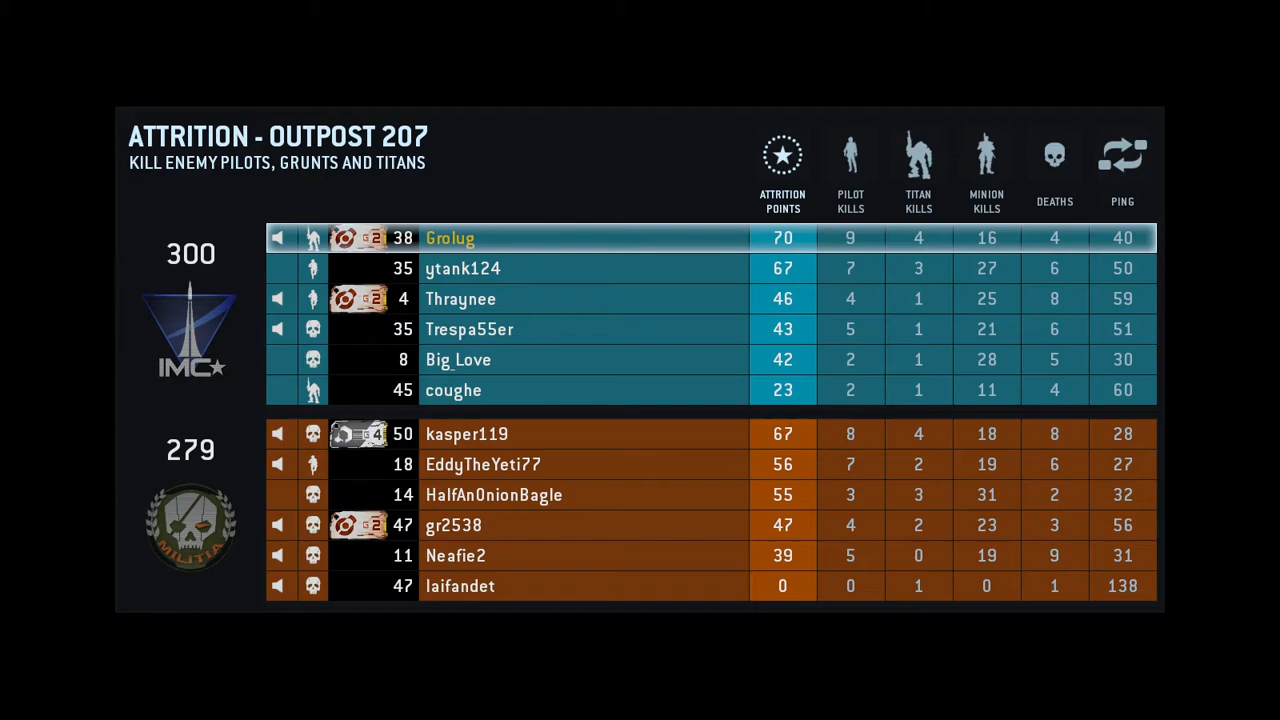 ATTRITION - OUTPOST 207
KILL ENEMY PILOTS, GRUNTS AND TITANS
ATTRITION POINTS PILOT KILLS TITAN KILLS MINION KILLS DEATHS PING
300
IMC
G2 38 Grolug 70 9 4 16 4 40
35 ytank124 67 7 3 27 6 50
G2 4 Thraynee 46 4 1 25 8 59
35 Trespa55er 43 5 1 21 6 51
8 Big_Love 42 2 1 28 5 30
45 coughe 23 2 1 11 4 60
279
MILITIA
G4 50 kasper119 67 8 4 18 8 28
18 EddyTheYeti77 56 7 2 19 6 27
14 HalfAnOnionBagle 55 3 3 31 2 32
G2 47 gr2538 47 4 2 23 3 56
11 Neafie2 39 5 0 19 9 31
47 laifandet 0 0 1 0 1 138